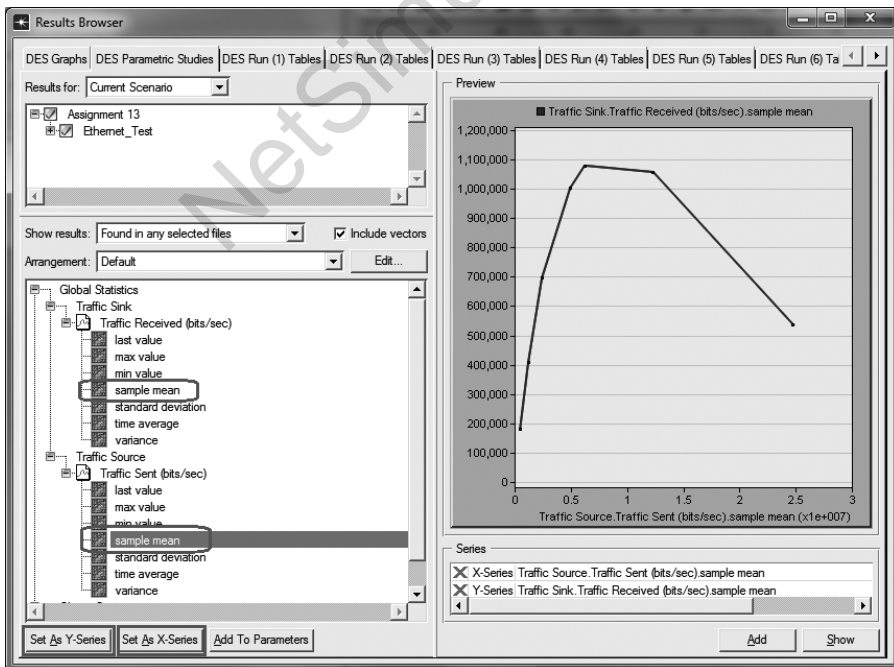 Results Browser
DES Graphs DES Parametric Studies DES Run (1) Tables DES Run (2) Tables DES Run (3) Tables DES Run (4) Tables DES Run (5) Tables DES Run (6) Ta
Results for: Current Scenario
Assignment 13
Ethernet_Test
Show results: Found in any selected files Include vectors
Arrangement: Default Edit...
Global Statistics
Traffic Sink
Traffic Received (bits/sec)
last value
max value
min value
sample mean
standard deviation
time average
variance
Traffic Source
Traffic Sent (bits/sec)
last value
max value
min value
sample mean
standard deviation
time average
variance
Set As Y-Series Set As X-Series Add To Parameters
Preview
Traffic Sink.Traffic Received (bits/sec).sample mean
1,200,000
1,100,000
1,000,000
900,000
800,000
700,000
600,000
500,000
400,000
300,000
200,000
100,000
0
0 0.5 1 1.5 2 2.5 3
Traffic Source.Traffic Sent (bits/sec).sample mean (x1e+007)
Series
X-Series Traffic Source.Traffic Sent (bits/sec).sample mean
Y-Series Traffic Sink.Traffic Received (bits/sec).sample mean
Add Show